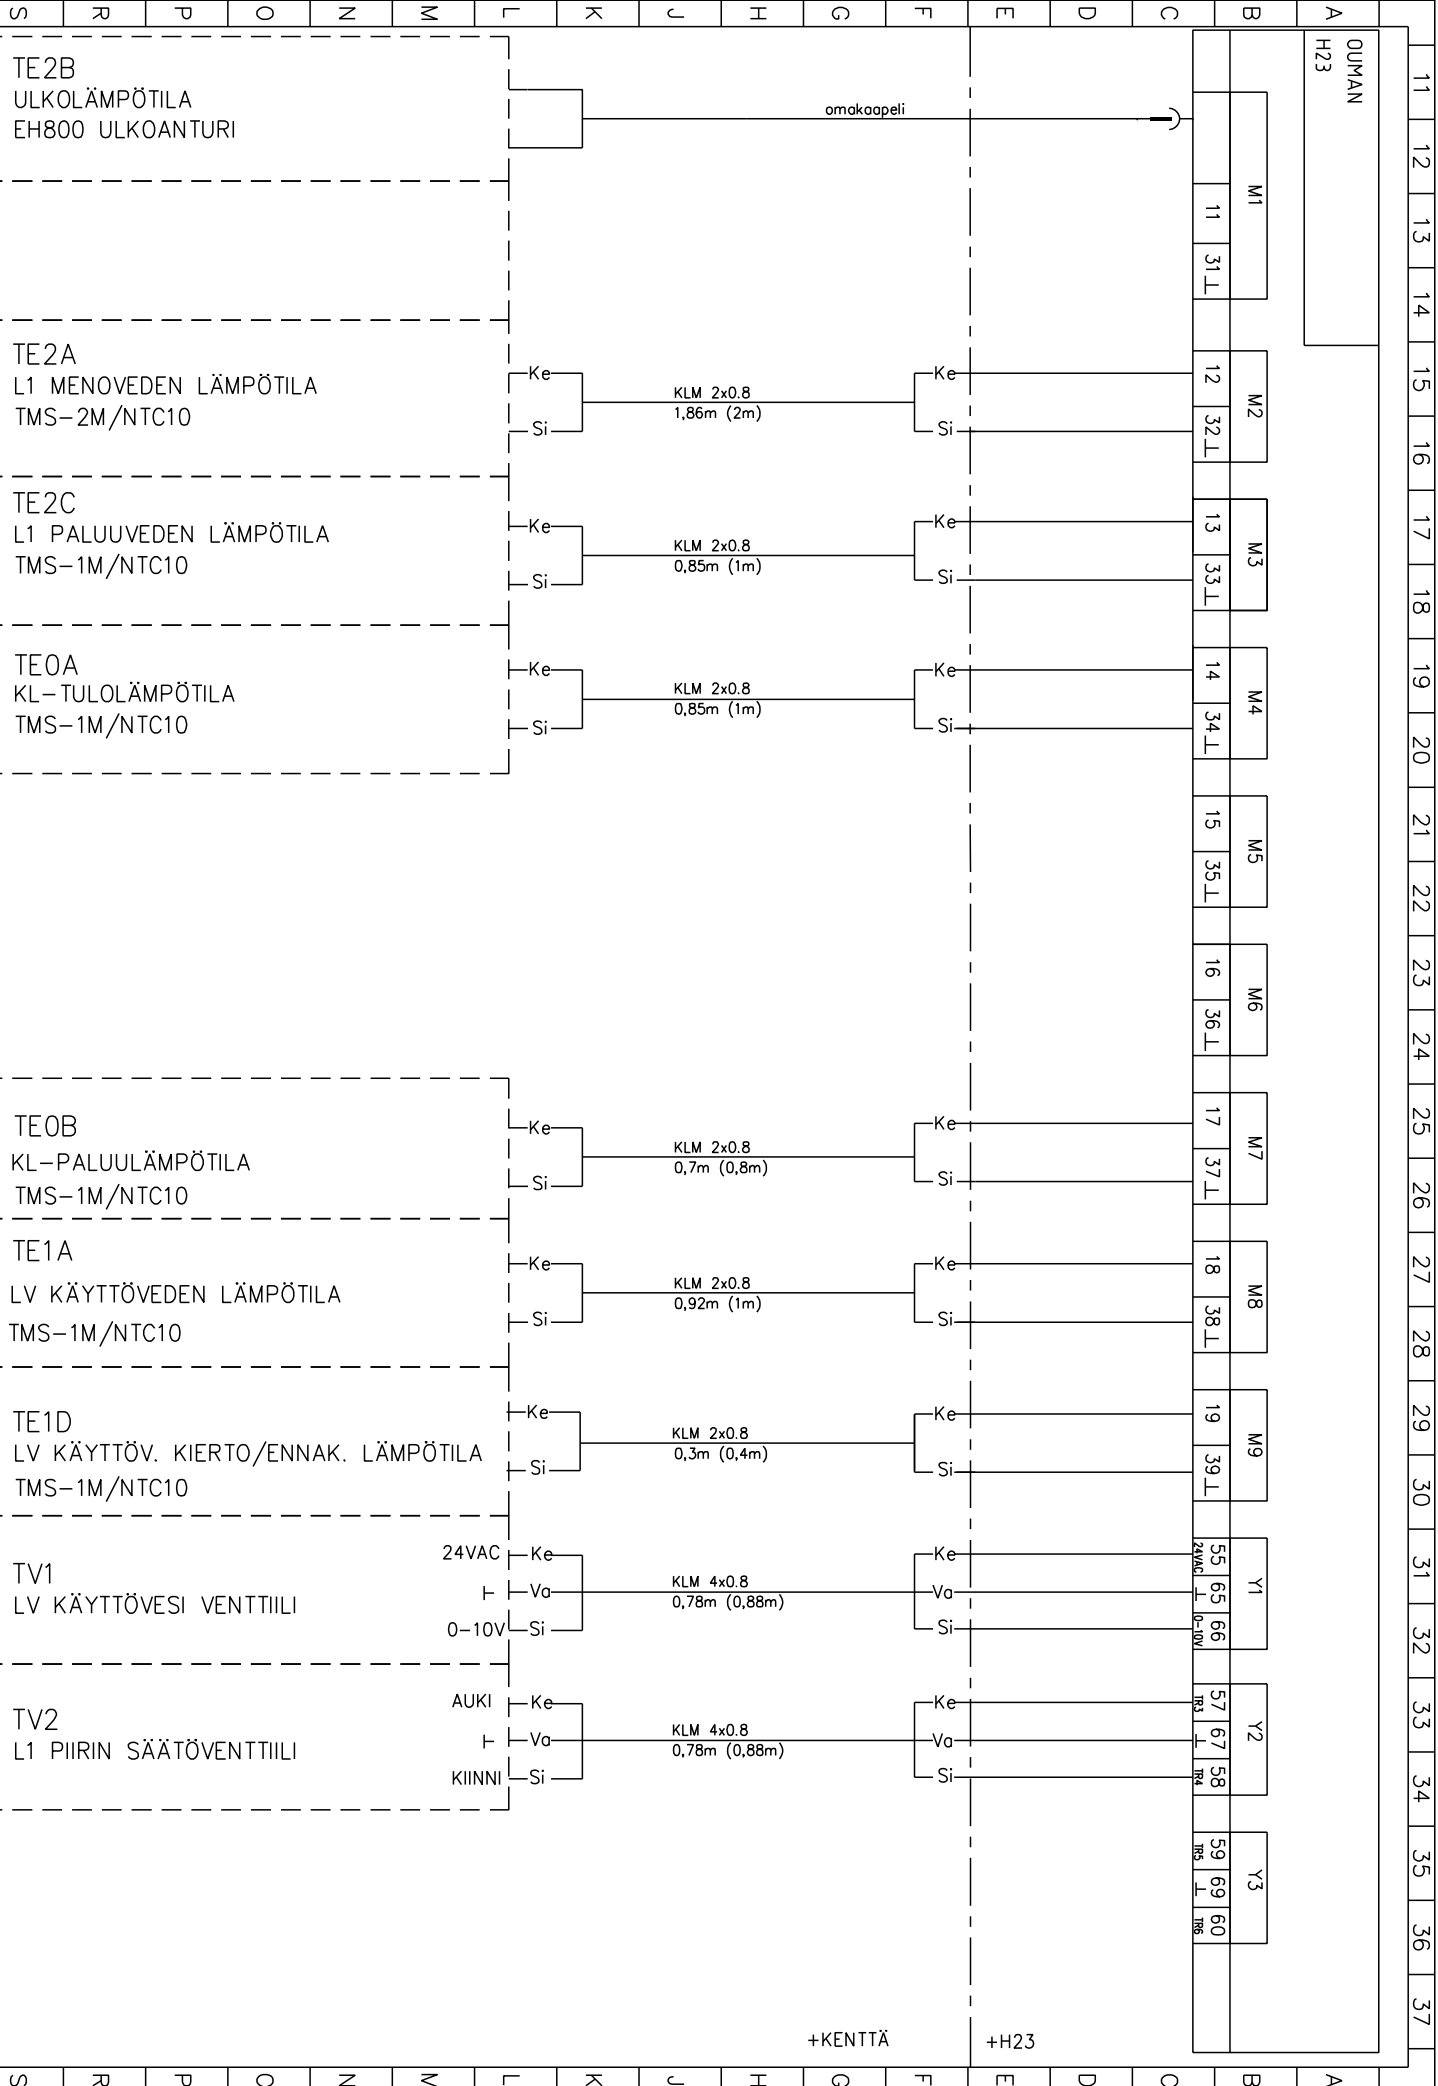 S R P O N M L K J H G F E D C B A
OUMAN
H23
11
12
13
14
15
16
17
18
19
20
21
22
23
24
25
26
27
28
29
30
31
32
33
34
35
36
37
TE2B
ULKOLÄMPÖTILA
EH800 ULKOANTURI
omakaapeli
M1
11 31
TE2A
L1 MENOVEDEN LÄMPÖTILA
TMS-2M/NTC10
Ke
Si
KLM 2x0.8
1,86m (2m)
Ke
Si
12 32
M2
TE2C
L1 PALUUVEDEN LÄMPÖTILA
TMS-1M/NTC10
Ke
Si
KLM 2x0.8
0,85m (1m)
Ke
Si
13 33
M3
TE0A
KL-TULOLÄMPÖTILA
TMS-1M/NTC10
Ke
Si
KLM 2x0.8
0,85m (1m)
Ke
Si
14 34
M4
15 35
M5
16 36
M6
TE0B
KL-PALUULÄMPÖTILA
TMS-1M/NTC10
Ke
Si
KLM 2x0.8
0,7m (0,8m)
Ke
Si
17 37
M7
TE1A
LV KÄYTTÖVEDEN LÄMPÖTILA
TMS-1M/NTC10
Ke
Si
KLM 2x0.8
0,92m (1m)
Ke
Si
18 38
M8
TE1D
LV KÄYTTÖV. KIERTO/ENNAK. LÄMPÖTILA
TMS-1M/NTC10
Ke
Si
KLM 2x0.8
0,3m (0,4m)
Ke
Si
19 39
M9
TV1
LV KÄYTTÖVESI VENTTIILI
24VAC
0-10V
Ke
Va
Si
KLM 4x0.8
0,78m (0,88m)
Ke
Va
Si
55 65 66
24VAC 0-10V
Y1
TV2
L1 PIIRIN SÄÄTÖVENTTIILI
AUKI
KIINNI
Ke
Va
Si
KLM 4x0.8
0,78m (0,88m)
Ke
Va
Si
57 67 58
TR3 TR4
Y2
59 69 60
TR5 TR6
Y3
+KENTTÄ
+H23
S R P O N M L K J H G F E D C B A